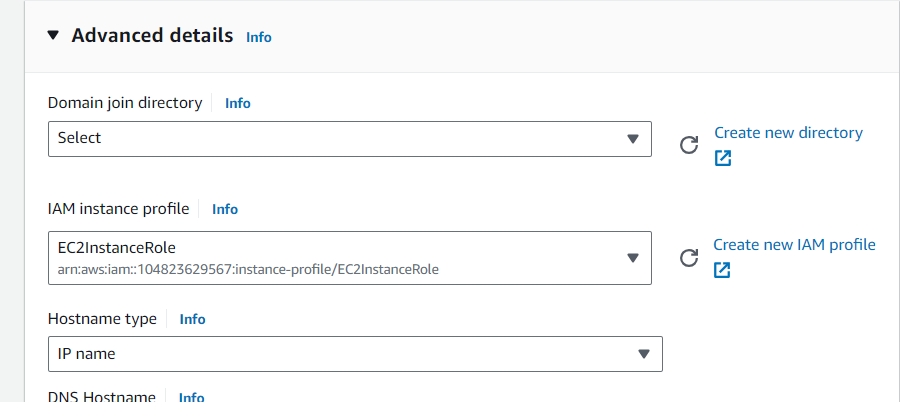 Advanced details Info
Domain join directory Info
Select
Create new directory
IAM instance profile Info
EC2InstanceRole
arn:aws:iam::104823629567:instance-profile/EC2InstanceRole
Create new IAM profile
Hostname type Info
IP name
DNS Hostname Info